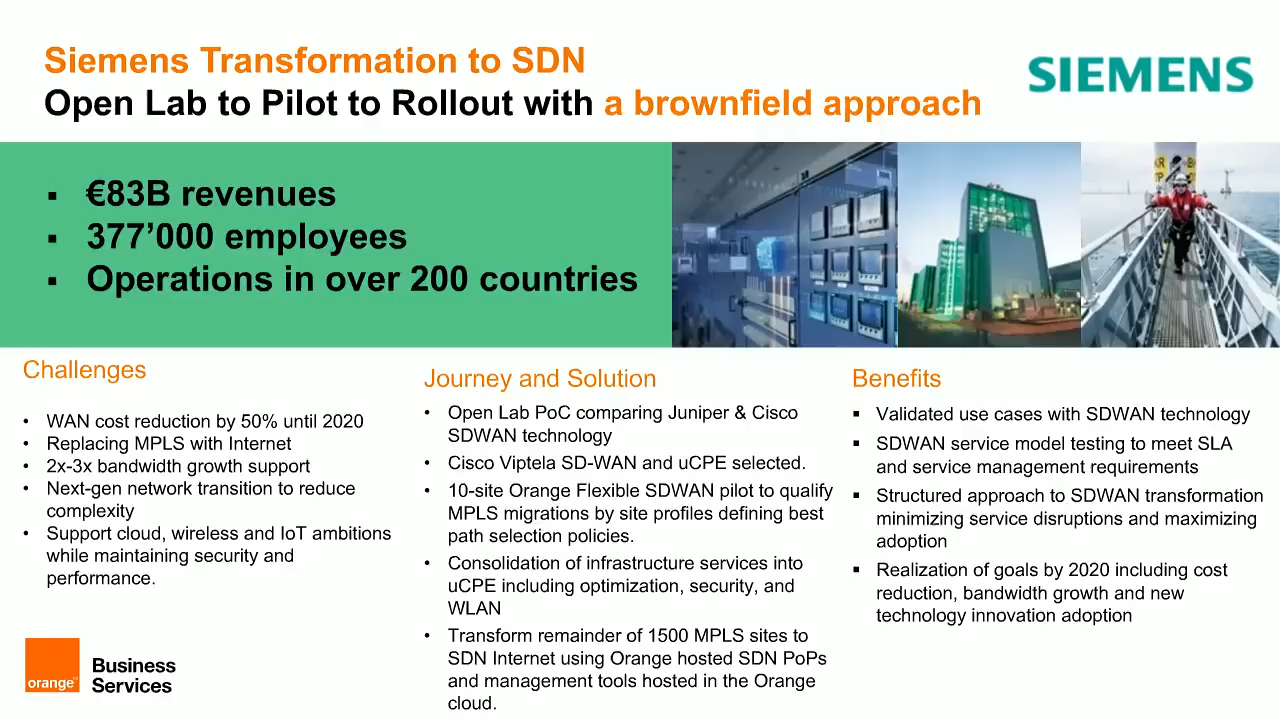 Siemens Transformation to SDN
Open Lab to Pilot to Rollout with a brownfield approach
SIEMENS
▪ €83B revenues
▪ 377’000 employees
▪ Operations in over 200 countries
Challenges
• WAN cost reduction by 50% until 2020
• Replacing MPLS with Internet
• 2x-3x bandwidth growth support
• Next-gen network transition to reduce
complexity
• Support cloud, wireless and IoT ambitions
while maintaining security and
performance.
Journey and Solution
• Open Lab PoC comparing Juniper & Cisco
SDWAN technology
• Cisco Viptela SD-WAN and uCPE selected.
• 10-site Orange Flexible SDWAN pilot to qualify
MPLS migrations by site profiles defining best
path selection policies.
• Consolidation of infrastructure services into
uCPE including optimization, security, and
WLAN
• Transform remainder of 1500 MPLS sites to
SDN Internet using Orange hosted SDN PoPs
and management tools hosted in the Orange
cloud.
Benefits
▪ Validated use cases with SDWAN technology
▪ SDWAN service model testing to meet SLA
and service management requirements
▪ Structured approach to SDWAN transformation
minimizing service disruptions and maximizing
adoption
▪ Realization of goals by 2020 including cost
reduction, bandwidth growth and new
technology innovation adoption
orange™
Business
Services